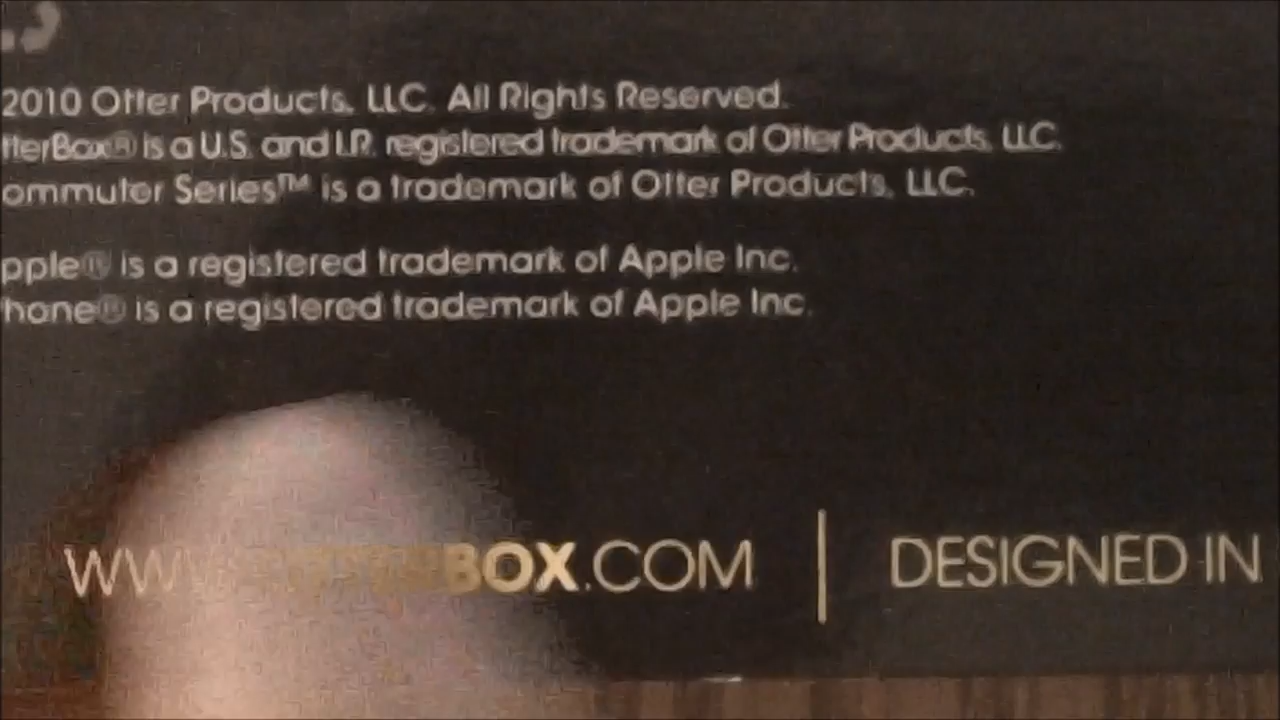 2010 Otter Products, LLC. All Rights Reserved.
tterBox® is a U.S. and I.P. registered trademark of Otter Products, LLC.
ommuter Series™ is a trademark of Otter Products, LLC.
pple® is a registered trademark of Apple Inc.
hone® is a registered trademark of Apple Inc.
BOX.COM | DESIGNED IN